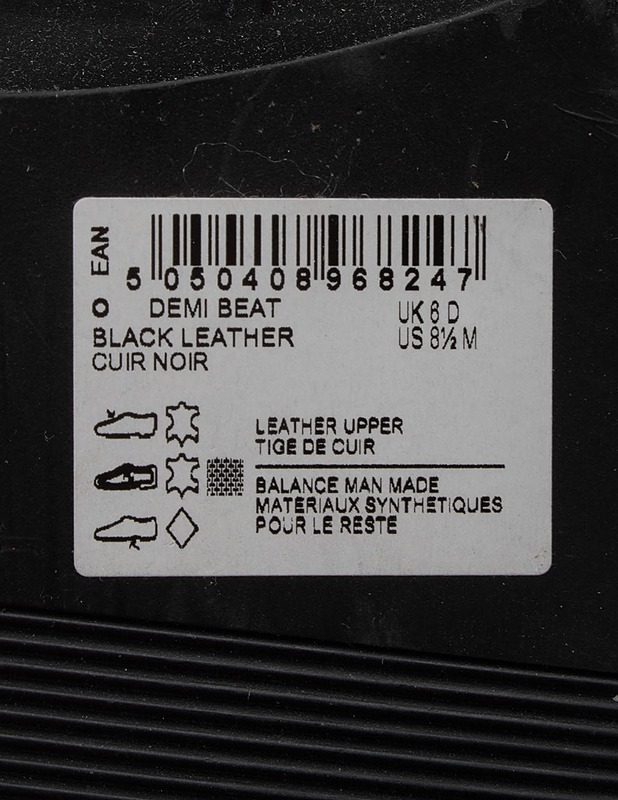 EAN
5 050408 968247
O DEMI BEAT
BLACK LEATHER
CUIR NOIR
UK 6 D
US 8½ M
LEATHER UPPER
TIGE DE CUIR
BALANCE MAN MADE
MATERIAUX SYNTHETIQUES
POUR LE RESTE